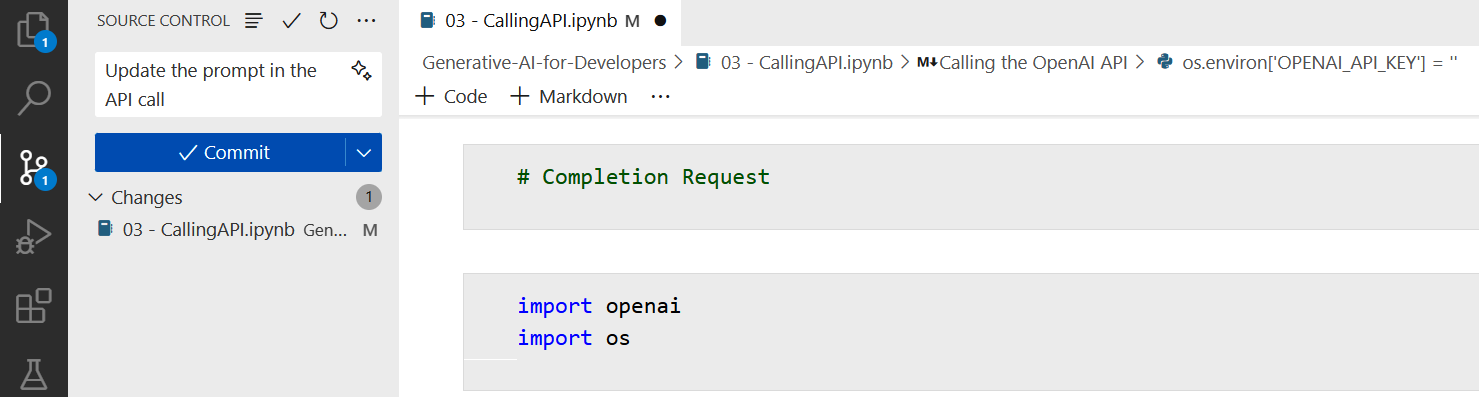 1
1
SOURCE CONTROL
Update the prompt in the
API call
Commit
Changes 1
03 - CallingAPI.ipynb Gen... M
03 - CallingAPI.ipynb M
Generative-AI-for-Developers > 03 - CallingAPI.ipynb > M Calling the OpenAI API > os.environ['OPENAI_API_KEY'] = ''
+ Code + Markdown ...
# Completion Request
import openai
import os